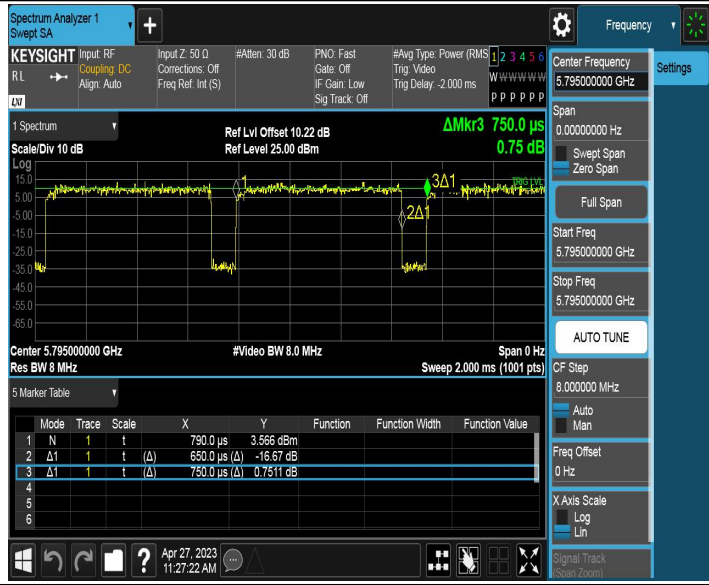 Spectrum Analyzer 1
Swept SA
+
Frequency
KEYSIGHT
RL
LXI
Input: RF
Coupling: DC
Align: Auto
Input Z: 50 Ω
Corrections: Off
Freq Ref: Int (S)
#Atten: 30 dB
PNO: Fast
Gate: Off
IF Gain: Low
Sig Track: Off
#Avg Type: Power (RMS
Trig: Video
Trig Delay: -2.000 ms
1 2 3 4 5 6
W W W W W W
P P P P P P
1 Spectrum
Scale/Div 10 dB
Ref Lvl Offset 10.22 dB
Ref Level 25.00 dBm
ΔMkr3 750.0 µs
0.75 dB
Log
15.0
5.00
-5.00
-15.0
-25.0
-35.0
-45.0
-55.0
-65.0
1
3Δ1
2Δ1
TRIG LVL
Center 5.795000000 GHz
Res BW 8 MHz
#Video BW 8.0 MHz
Span 0 Hz
Sweep 2.000 ms (1001 pts)
5 Marker Table
Mode Trace Scale X Y Function Function Width Function Value
1 N 1 t 790.0 µs 3.566 dBm
2 Δ1 1 t (Δ) 650.0 µs (Δ) -16.67 dB
3 Δ1 1 t (Δ) 750.0 µs (Δ) 0.7511 dB
4
5
6
?
Apr 27, 2023
11:27:22 AM
Center Frequency
5.795000000 GHz
Settings
Span
0.00000000 Hz
Swept Span
Zero Span
Full Span
Start Freq
5.795000000 GHz
Stop Freq
5.795000000 GHz
AUTO TUNE
CF Step
8.000000 MHz
Auto
Man
Freq Offset
0 Hz
X Axis Scale
Log
Lin
Signal Track
(Span Zoom)